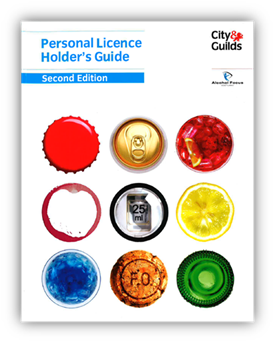 Personal Licence
Holder's Guide
City&
Guilds
Second Edition
Alcohol Focus
25
ml
F.O.